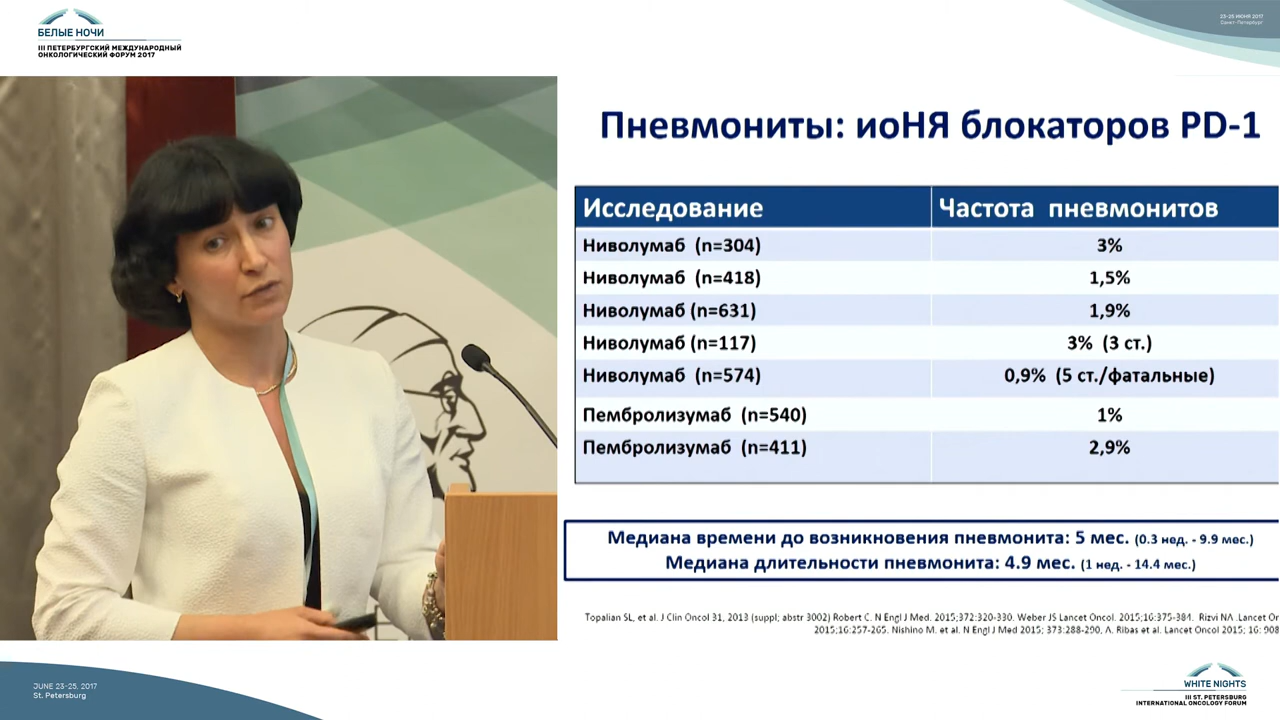 БЕЛЫЕ НОЧИ
III ПЕТЕРБУРГСКИЙ МЕЖДУНАРОДНЫЙ
ОНКОЛОГИЧЕСКИЙ ФОРУМ 2017
23-25 ИЮНЯ 2017
Санкт-Петербург
Пневмониты: иоНЯ блокаторов PD-1
Исследование Частота пневмонитов
Ниволумаб (n=304) 3%
Ниволумаб (n=418) 1,5%
Ниволумаб (n=631) 1,9%
Ниволумаб (n=117) 3% (3 ст.)
Ниволумаб (n=574) 0,9% (5 ст./фатальные)
Пембролизумаб (n=540) 1%
Пембролизумаб (n=411) 2,9%
Медиана времени до возникновения пневмонита: 5 мес. (0.3 нед. - 9.9 мес.)
Медиана длительности пневмонита: 4.9 мес. (1 нед. - 14.4 мес.)
Topalian SL, et al. J Clin Oncol 31, 2013 (suppl; abstr 3002) Robert C. N Engl J Med. 2015;372:320-330. Weber JS Lancet Oncol. 2015;16:375-384. Rizvi NA .Lancet Or
2015;16:257-265. Nishino M. et al. N Engl J Med 2015; 373:288-290, A. Ribas et al. Lancet Oncol 2015; 16: 908
JUNE 23-25, 2017
St. Petersburg
WHITE NIGHTS
III ST. PETERSBURG
INTERNATIONAL ONCOLOGY FORUM